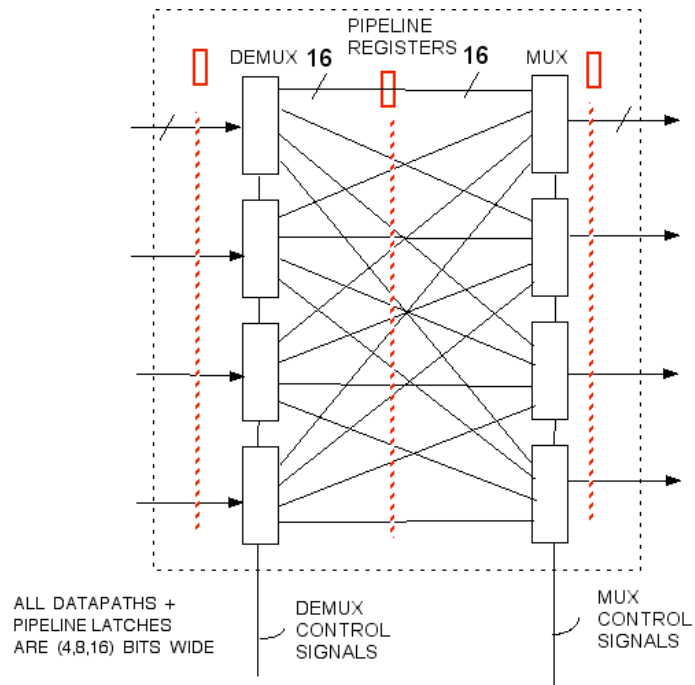 PIPELINE
DEMUX 16 REGISTERS 16 MUX
ALL DATAPATHS +
PIPELINE LATCHES
ARE (4,8,16) BITS WIDE
DEMUX
CONTROL
SIGNALS
MUX
CONTROL
SIGNALS